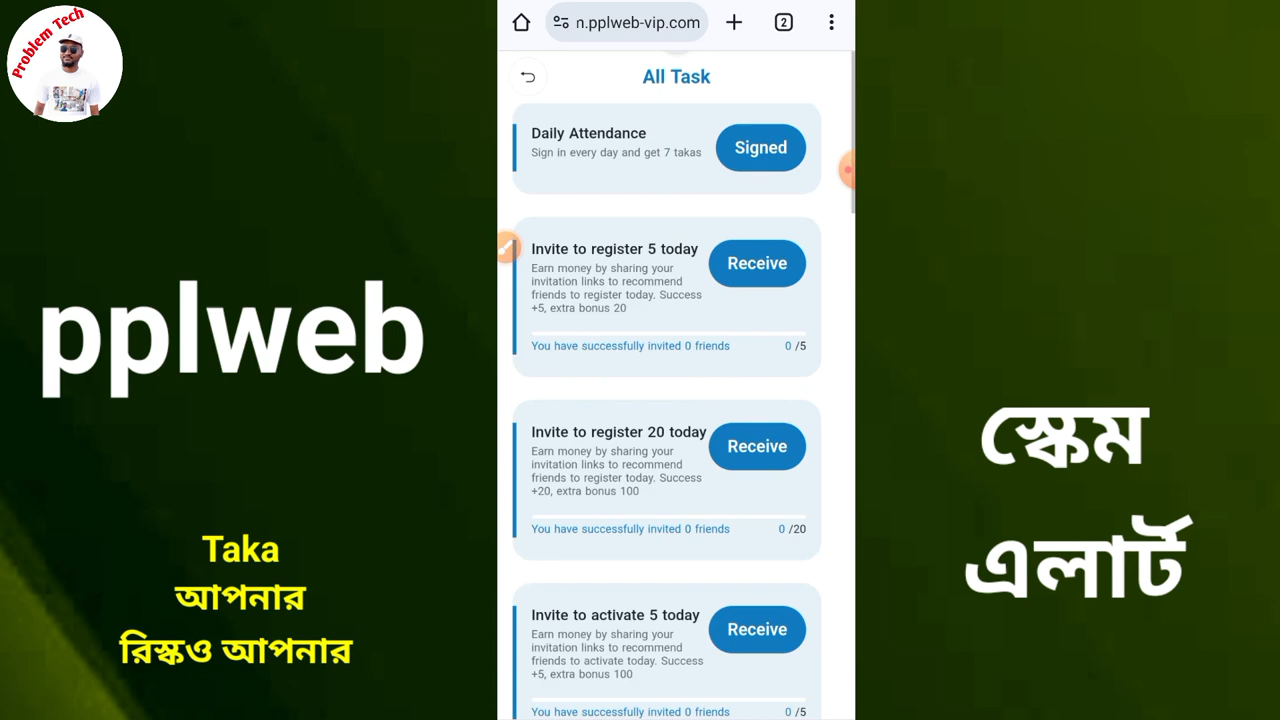 Problem Tech
n.pplweb-vip.com
2
All Task
Daily Attendance
Sign in every day and get 7 takas
Signed
Invite to register 5 today
Earn money by sharing your
invitation links to recommend
friends to register today. Success
+5, extra bonus 20
Receive
You have successfully invited 0 friends 0 /5
Invite to register 20 today
Earn money by sharing your
invitation links to recommend
friends to register today. Success
+20, extra bonus 100
Receive
You have successfully invited 0 friends 0 /20
Invite to activate 5 today
Earn money by sharing your
invitation links to recommend
friends to activate today. Success
+5, extra bonus 100
Receive
You have successfully invited 0 friends 0 /5
pplweb
Taka
আপনার
রিস্কও আপনার
স্কেম
এলার্ট